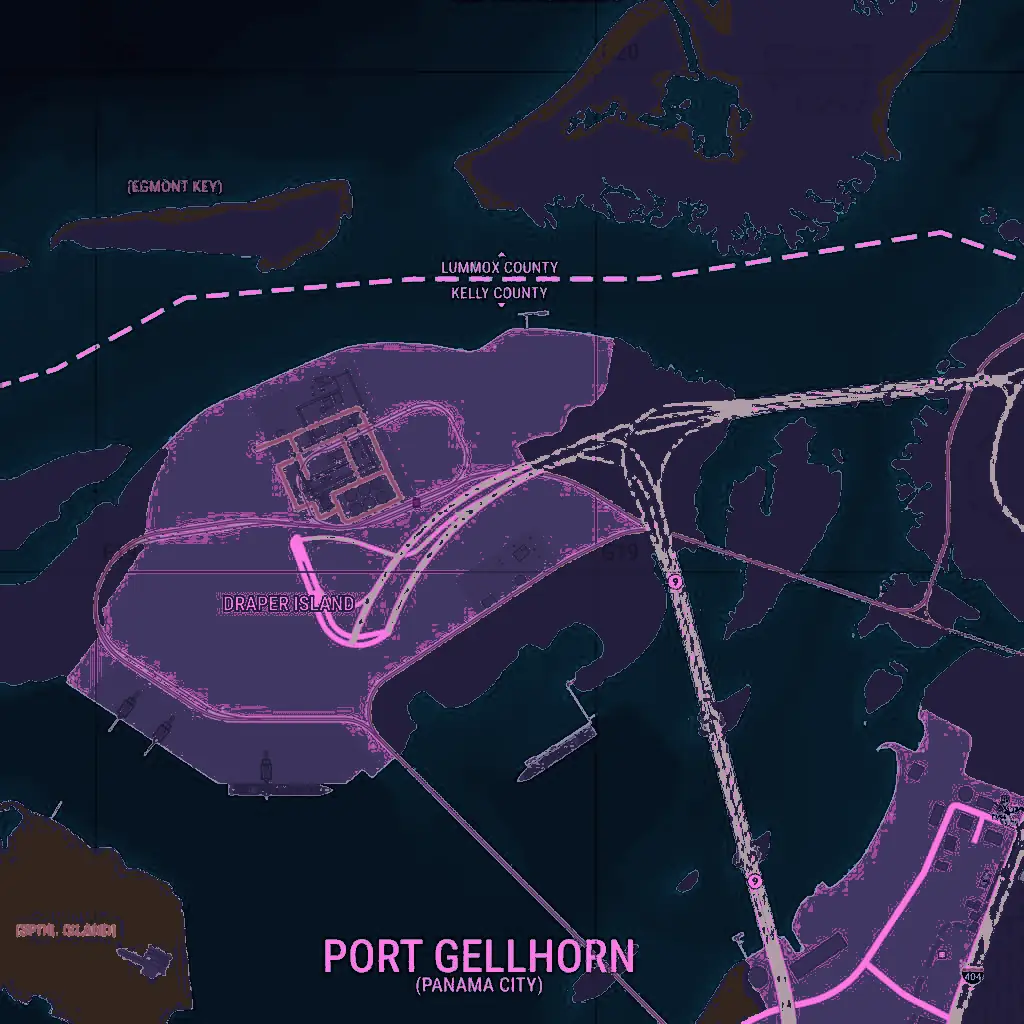 (EGMONT KEY)
LUMMOX COUNTY
KELLY COUNTY
DRAPER ISLAND
9
9
PORT GELLHORN
(PANAMA CITY)
404